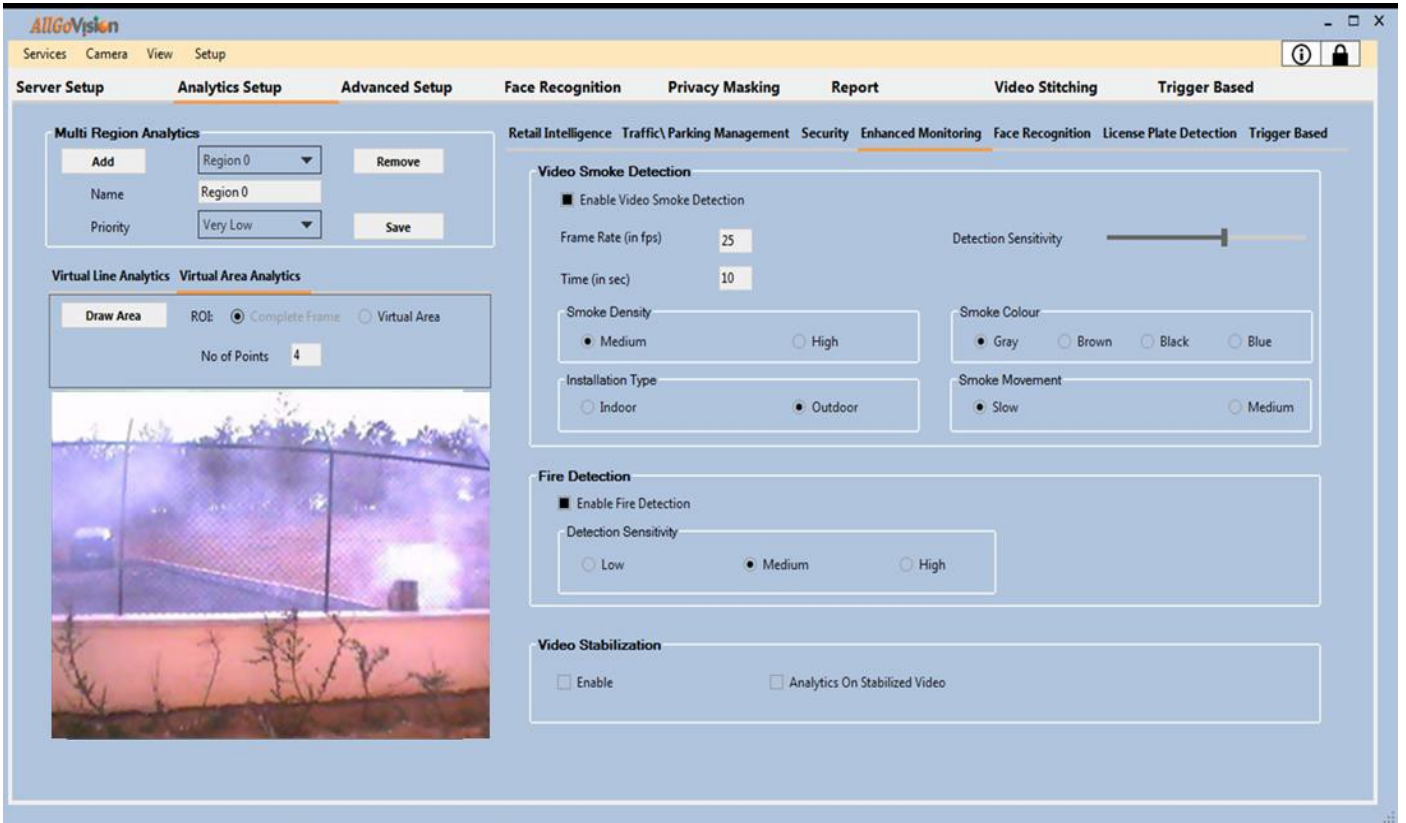 AllGoVision
Services Camera View Setup
Server Setup Analytics Setup Advanced Setup Face Recognition Privacy Masking Report Video Stitching Trigger Based
Multi Region Analytics
Add Region 0 Remove
Name Region 0
Priority Very Low Save
Virtual Line Analytics Virtual Area Analytics
Draw Area ROI: Complete Frame Virtual Area
No of Points 4
Retail Intelligence Traffic\ Parking Management Security Enhanced Monitoring Face Recognition License Plate Detection Trigger Based
Video Smoke Detection
Enable Video Smoke Detection
Frame Rate (in fps) 25 Detection Sensitivity
Time (in sec) 10
Smoke Density
Medium High
Smoke Colour
Gray Brown Black Blue
Installation Type
Indoor Outdoor
Smoke Movement
Slow Medium
Fire Detection
Enable Fire Detection
Detection Sensitivity
Low Medium High
Video Stabilization
Enable Analytics On Stabilized Video